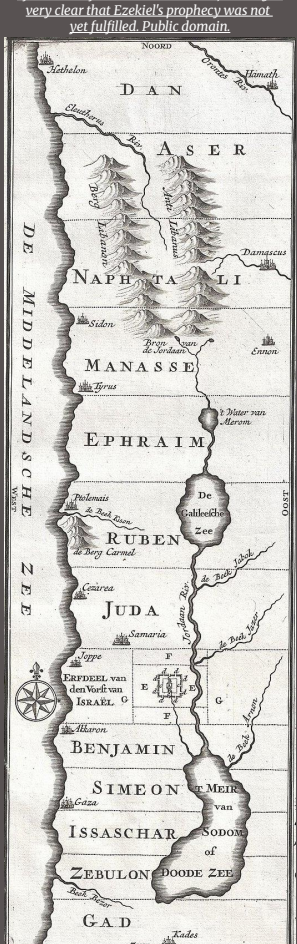 very clear that Ezekiel's prophecy was not
yet fulfilled. Public domain.
NOORD
Hethelon
Orontes Riv.
Hamath
DAN
Eleutherus Riv.
ASER
Berg Lebanon
Anti Lebanus
DE MIDDELANDSCHE ZEE
Damascus
NAPHTALI
Sidon
Bron van
de Jordaan
Ennon
MANASSE
Tyrus
't Water van
Merom
EPHRAIM
WEST
OOST
Ptolemais
De
Galileesche
Zee
de Beek Kison
RUBEN
de Berg Carmel
de Beek Jabok
Cezarea
Jordaan Riv.
JUDA
de Beek Jaezer
Samaria
Joppe
F
ERFDEEL van
den Vorst van
ISRAËL
E
d
d
d
d
E
G
G
F
de Beek Arnon
Akkaron
BENJAMIN
SIMEON
'T MEIR
van
SODOM
of
DOODE ZEE
Gaza
ISSASCHAR
ZEBULON
Beek Bezor
GAD
Kades